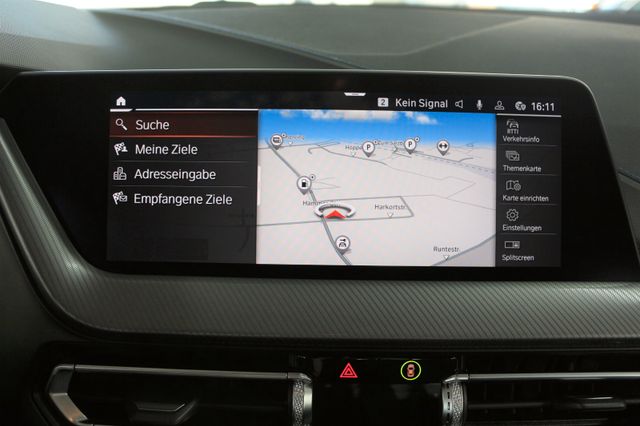 2 Kein Signal 16:11
Suche
Meine Ziele
Adresseingabe
Empfangene Ziele
Harkortstr.
Runtestr.
RTTI
Verkehrsinfo
Themenkarte
Karte einrichten
Einstellungen
Splitscreen
P
P